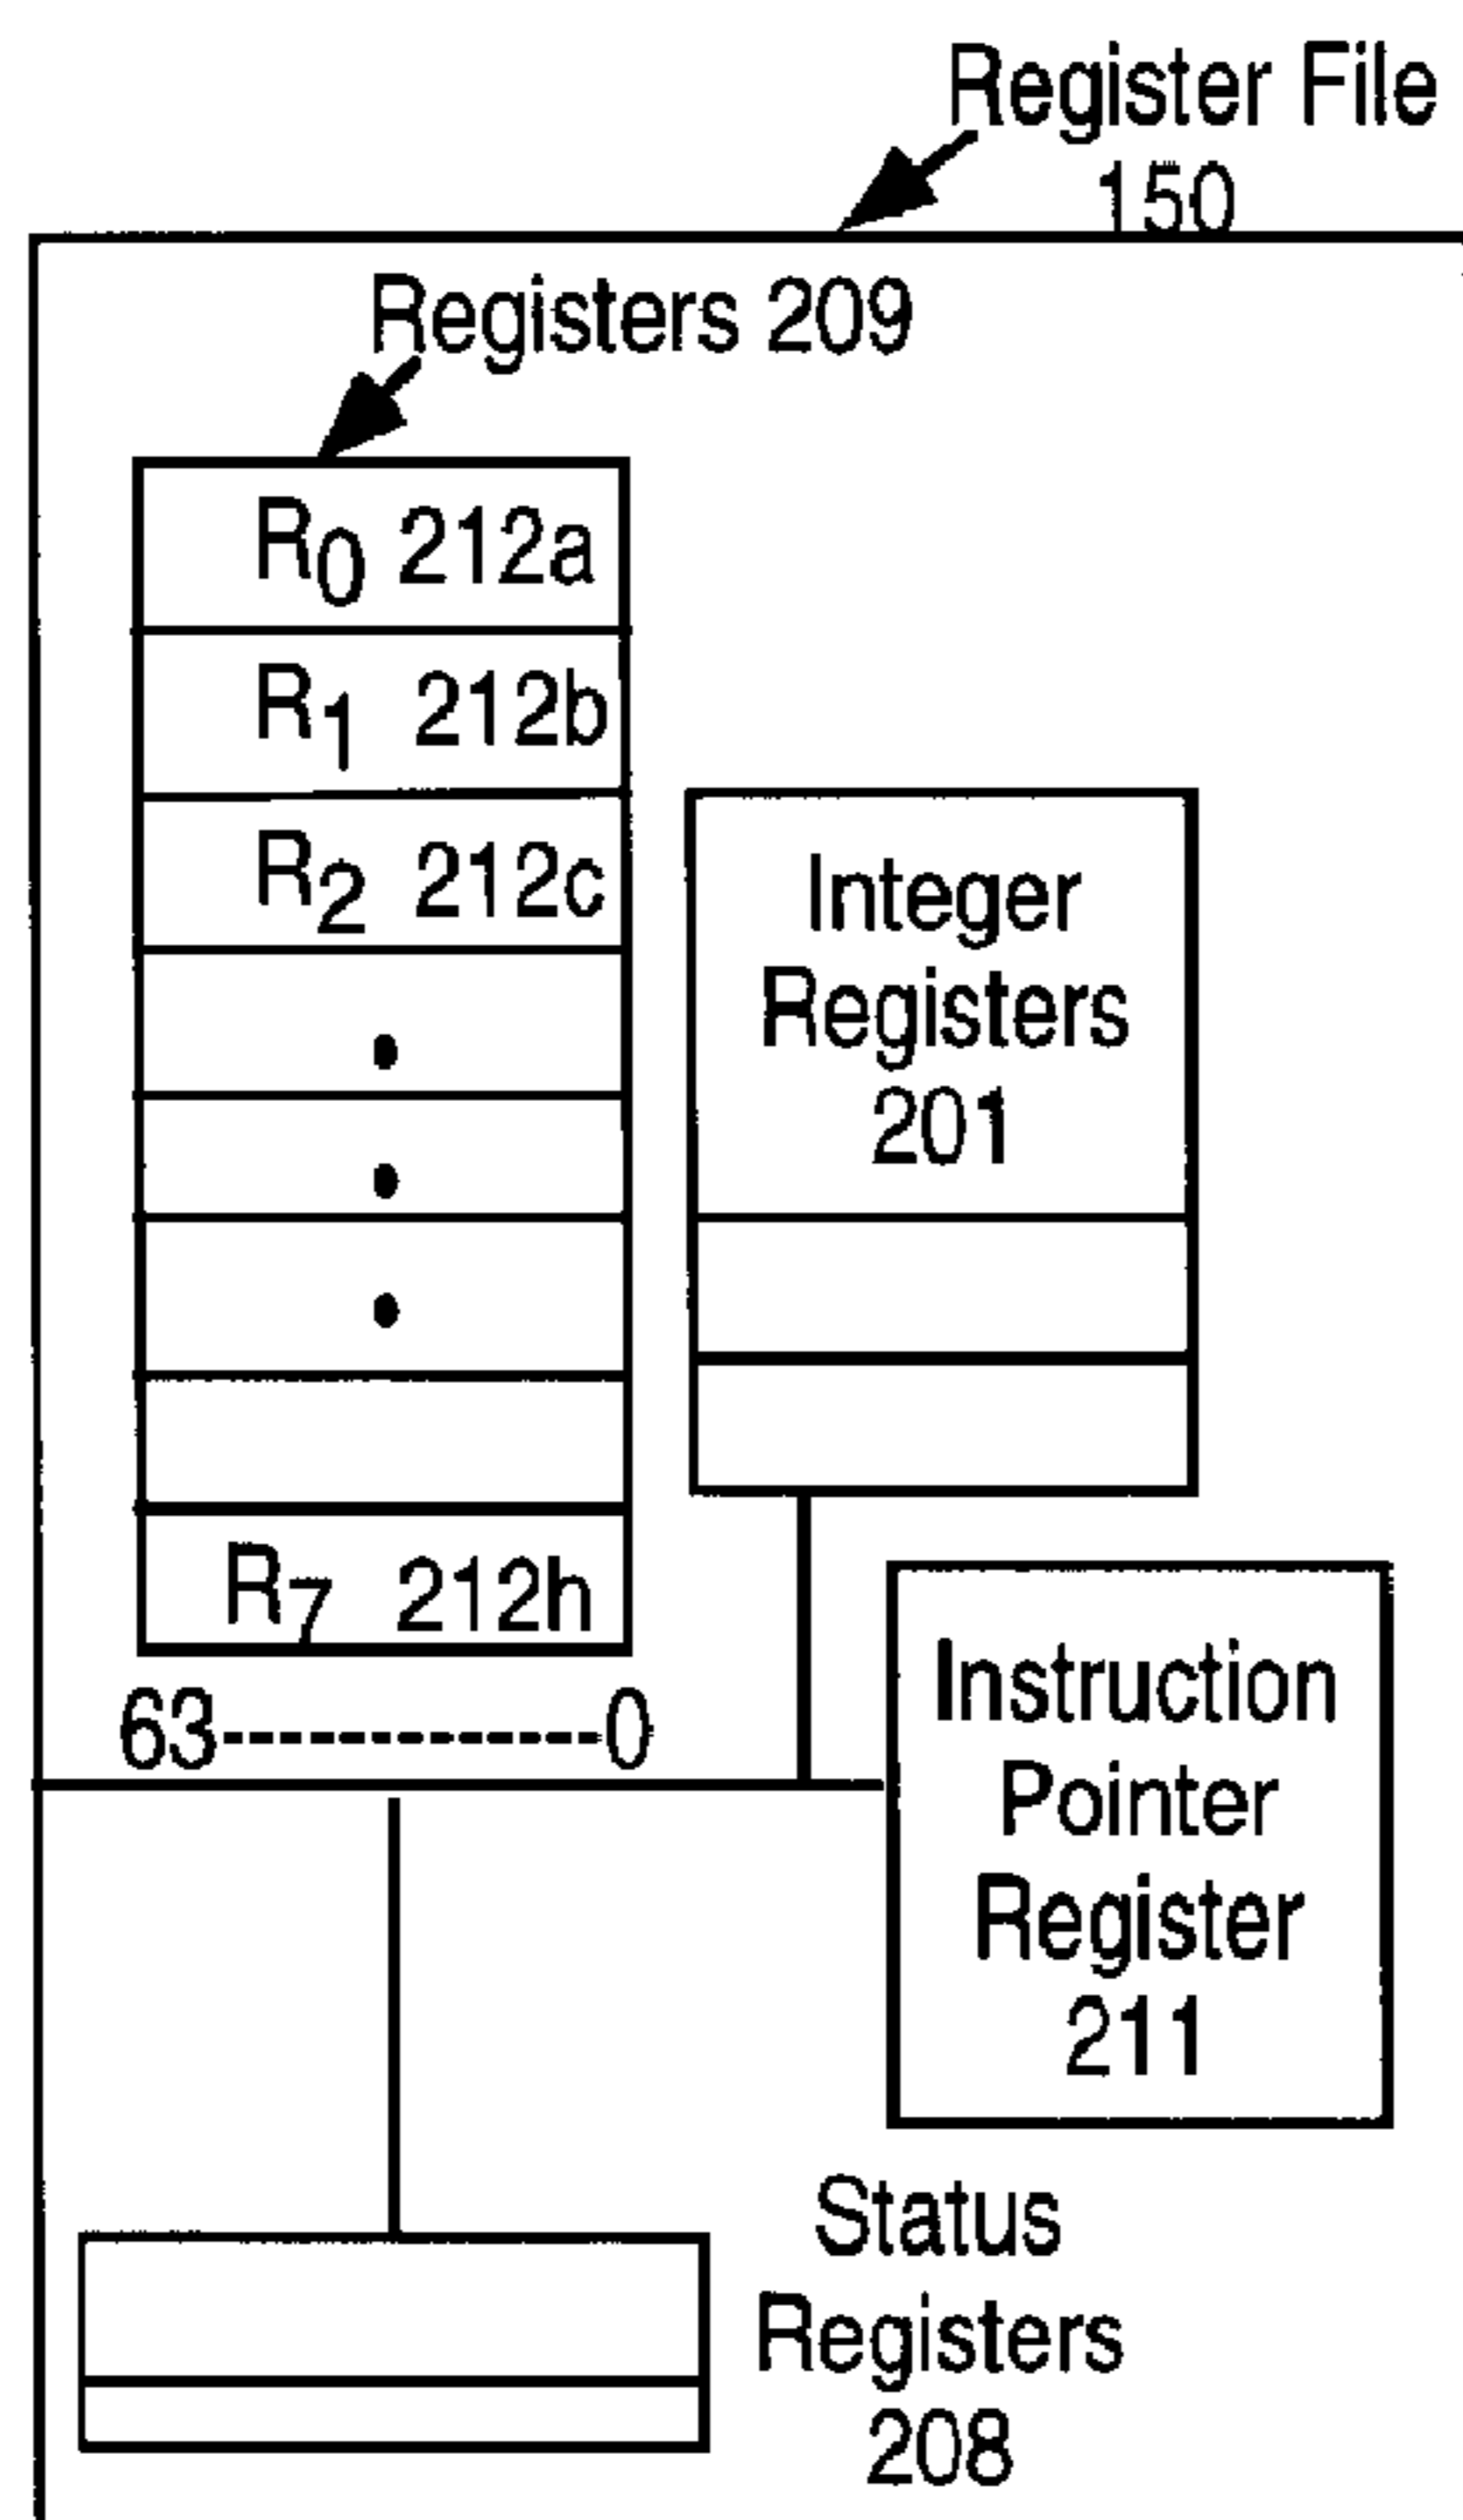 Register File
150
Registers 209
R0 212a
R1 212b
R2 212c
Integer
Registers
201
R7 212h
63------------0
Instruction
Pointer
Register
211
Status
Registers
208